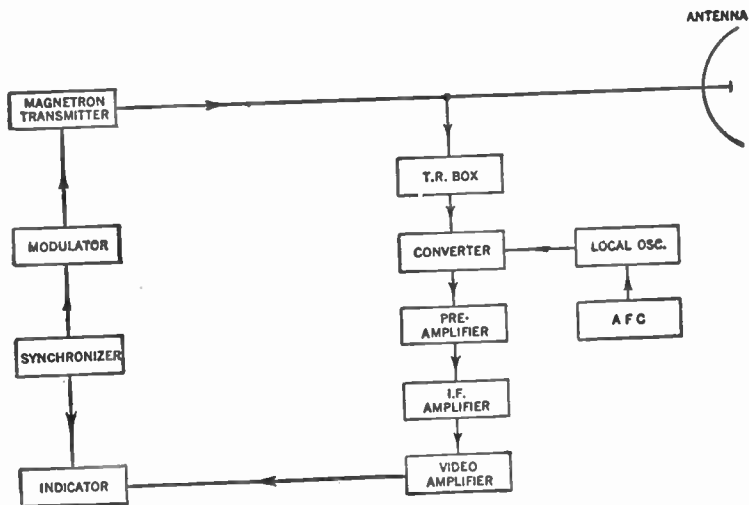 ANTENNA
MAGNETRON
TRANSMITTER
T.R. BOX
MODULATOR
CONVERTER
LOCAL OSC.
PRE-
AMPLIFIER
A F C
SYNCHRONIZER
I.F.
AMPLIFIER
VIDEO
AMPLIFIER
INDICATOR